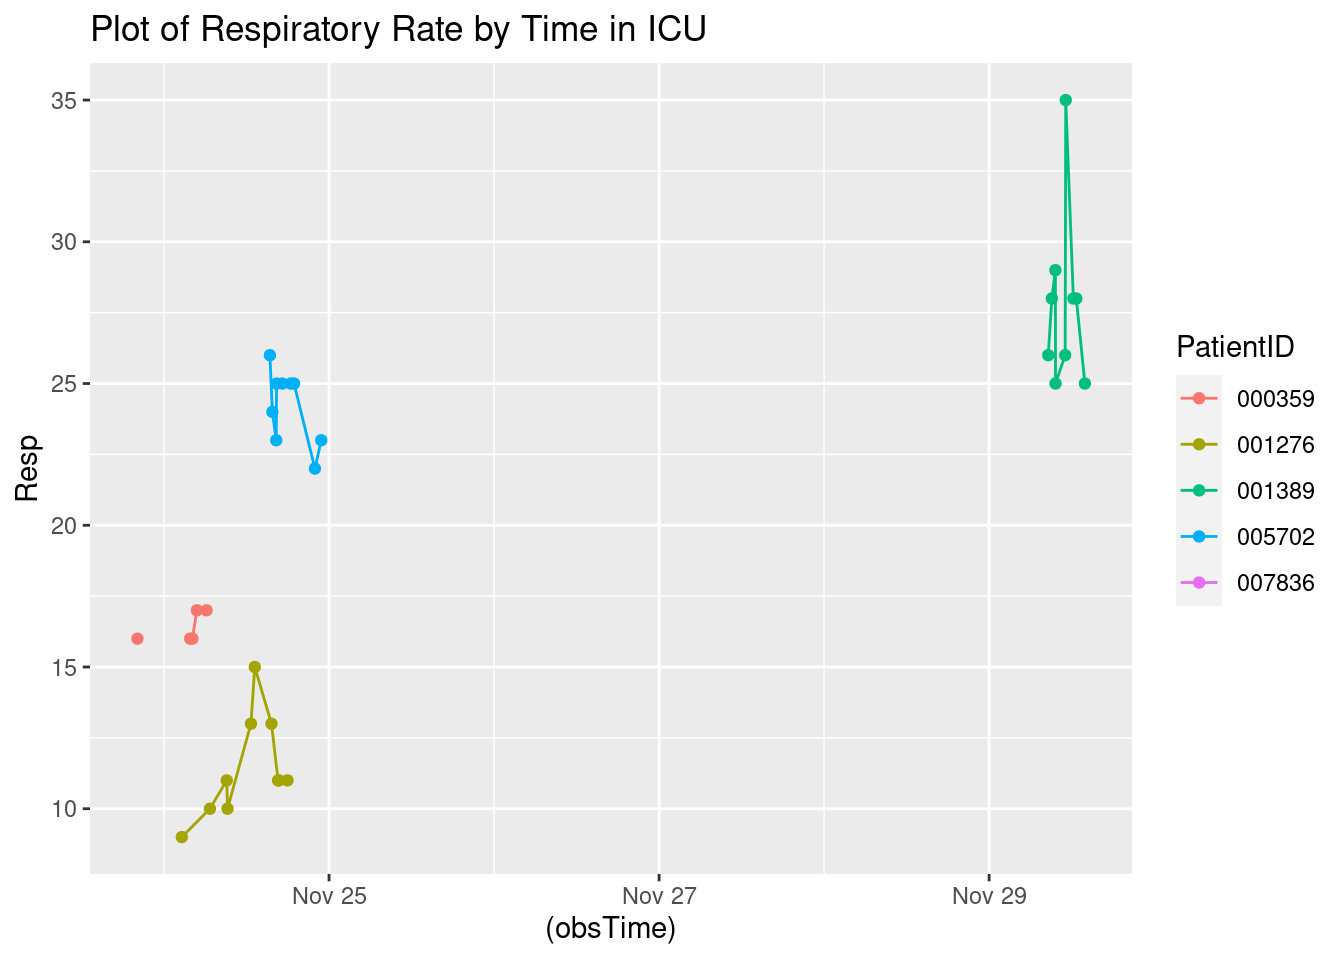 Plot of Respiratory Rate by Time in ICU
35
30
25
20
15
10
Resp
Nov 25
Nov 27
Nov 29
(obsTime)
PatientID
000359
001276
001389
005702
007836